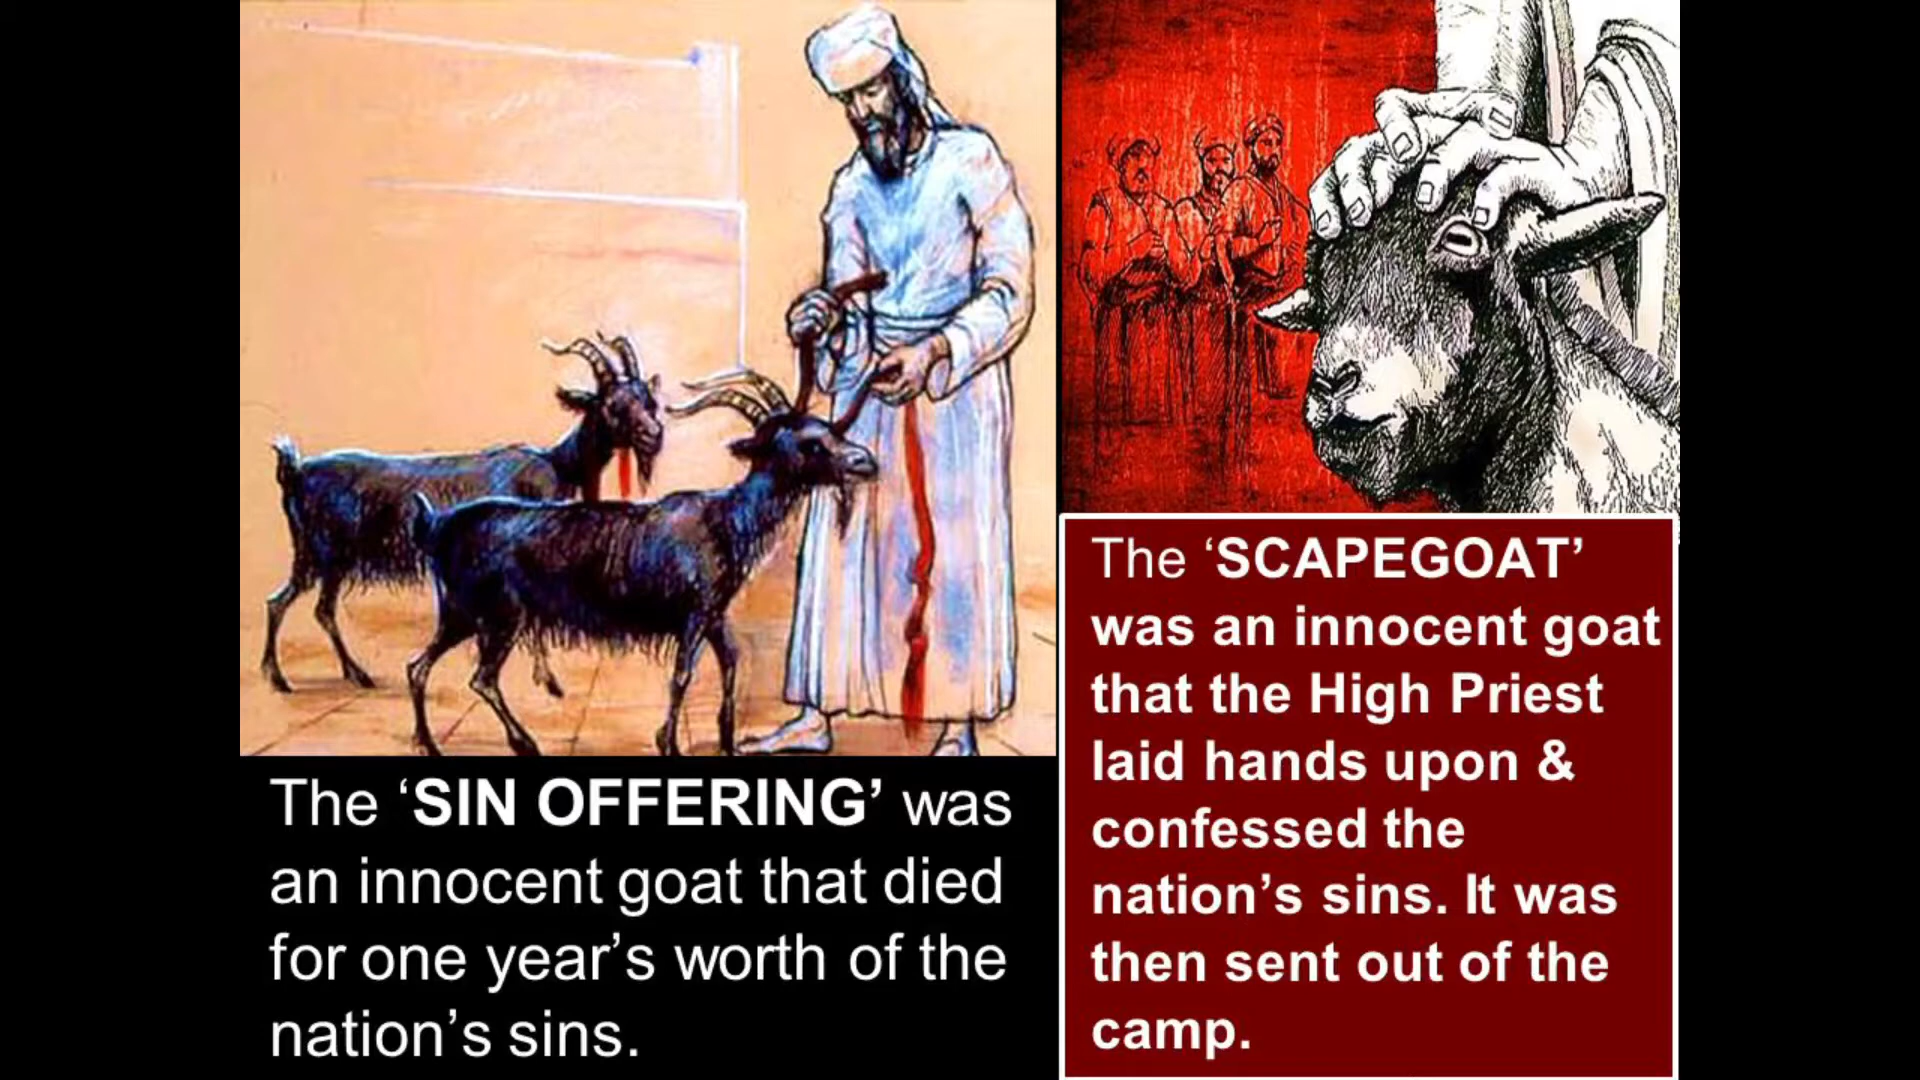 The ‘SIN OFFERING’ was
an innocent goat that died
for one year’s worth of the
nation’s sins.
The ‘SCAPEGOAT’
was an innocent goat
that the High Priest
laid hands upon &
confessed the
nation’s sins. It was
then sent out of the
camp.